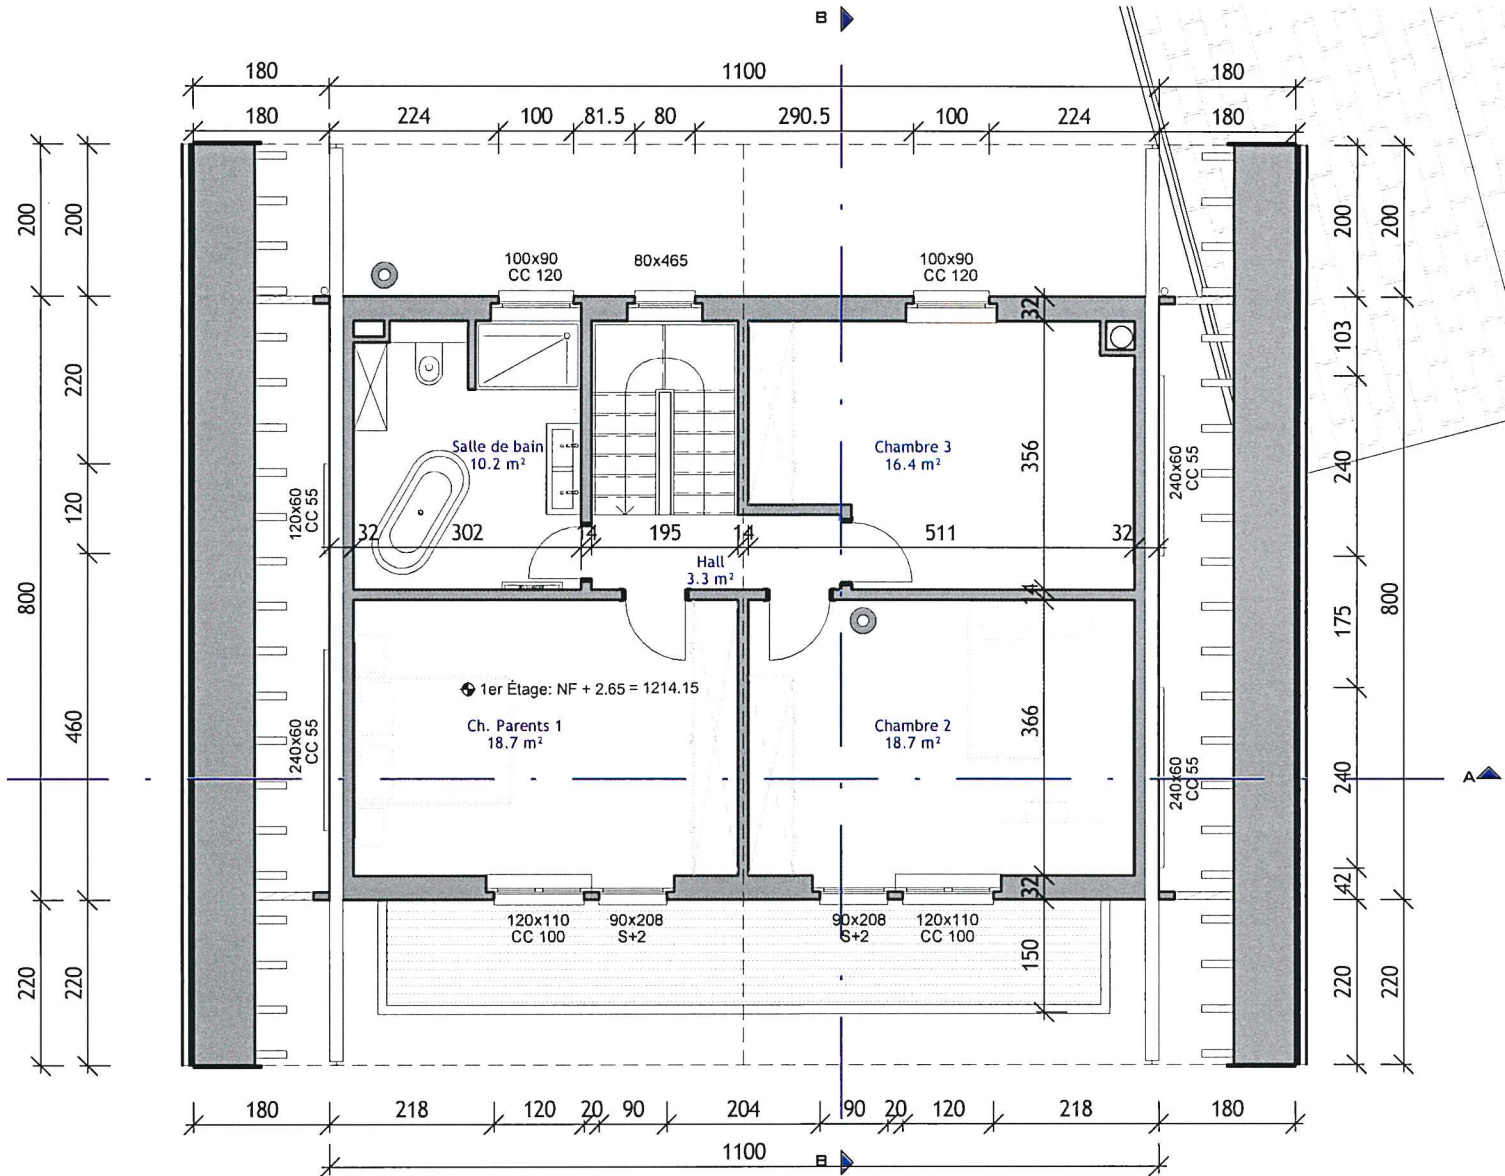 B
180
1100
180
180
224
100
81.5
80
290.5
100
224
180
200
200
200
200
100x90
CC 120
80x465
100x90
CC 120
32
220
103
Salle de bain
10.2 m²
Chambre 3
16.4 m²
356
240
240x60
CC 55
120
120x60
CC 55
32
302
14
195
14
511
32
Hall
3.3 m²
14
800
800
175
1er Étage: NF + 2.65 = 1214.15
Ch. Parents 1
18.7 m²
Chambre 2
18.7 m²
366
460
240x60
CC 55
240x60
CC 55
240
A
32
42
120x110
CC 100
90x208
S+2
90x208
S+2
120x110
CC 100
150
220
220
220
220
180
218
120
20
90
204
90
20
120
218
180
1100
B